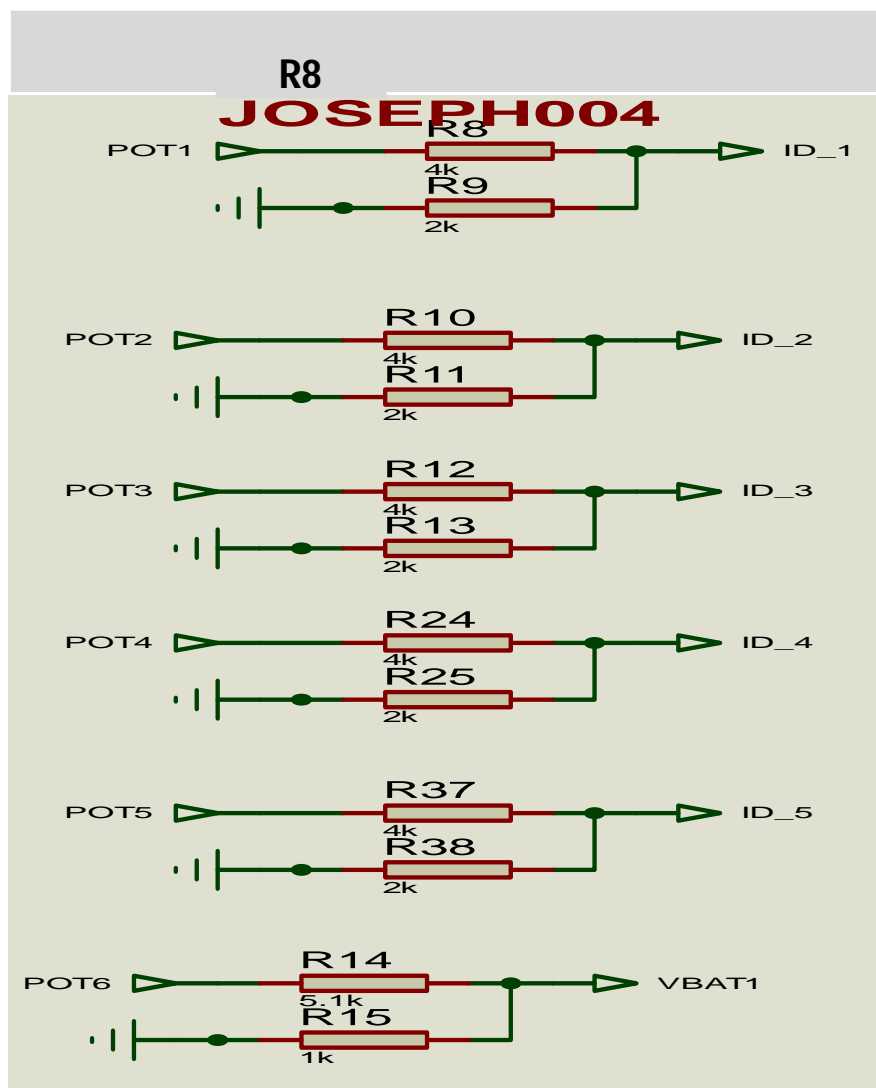 R8
JOSEPH004
R8
POT1 ID_1
4k
R9
2k
R10
POT2 ID_2
4k
R11
2k
R12
POT3 ID_3
4k
R13
2k
R24
POT4 ID_4
4k
R25
2k
R37
POT5 ID_5
4k
R38
2k
R14
POT6 VBAT1
5.1k
R15
1k